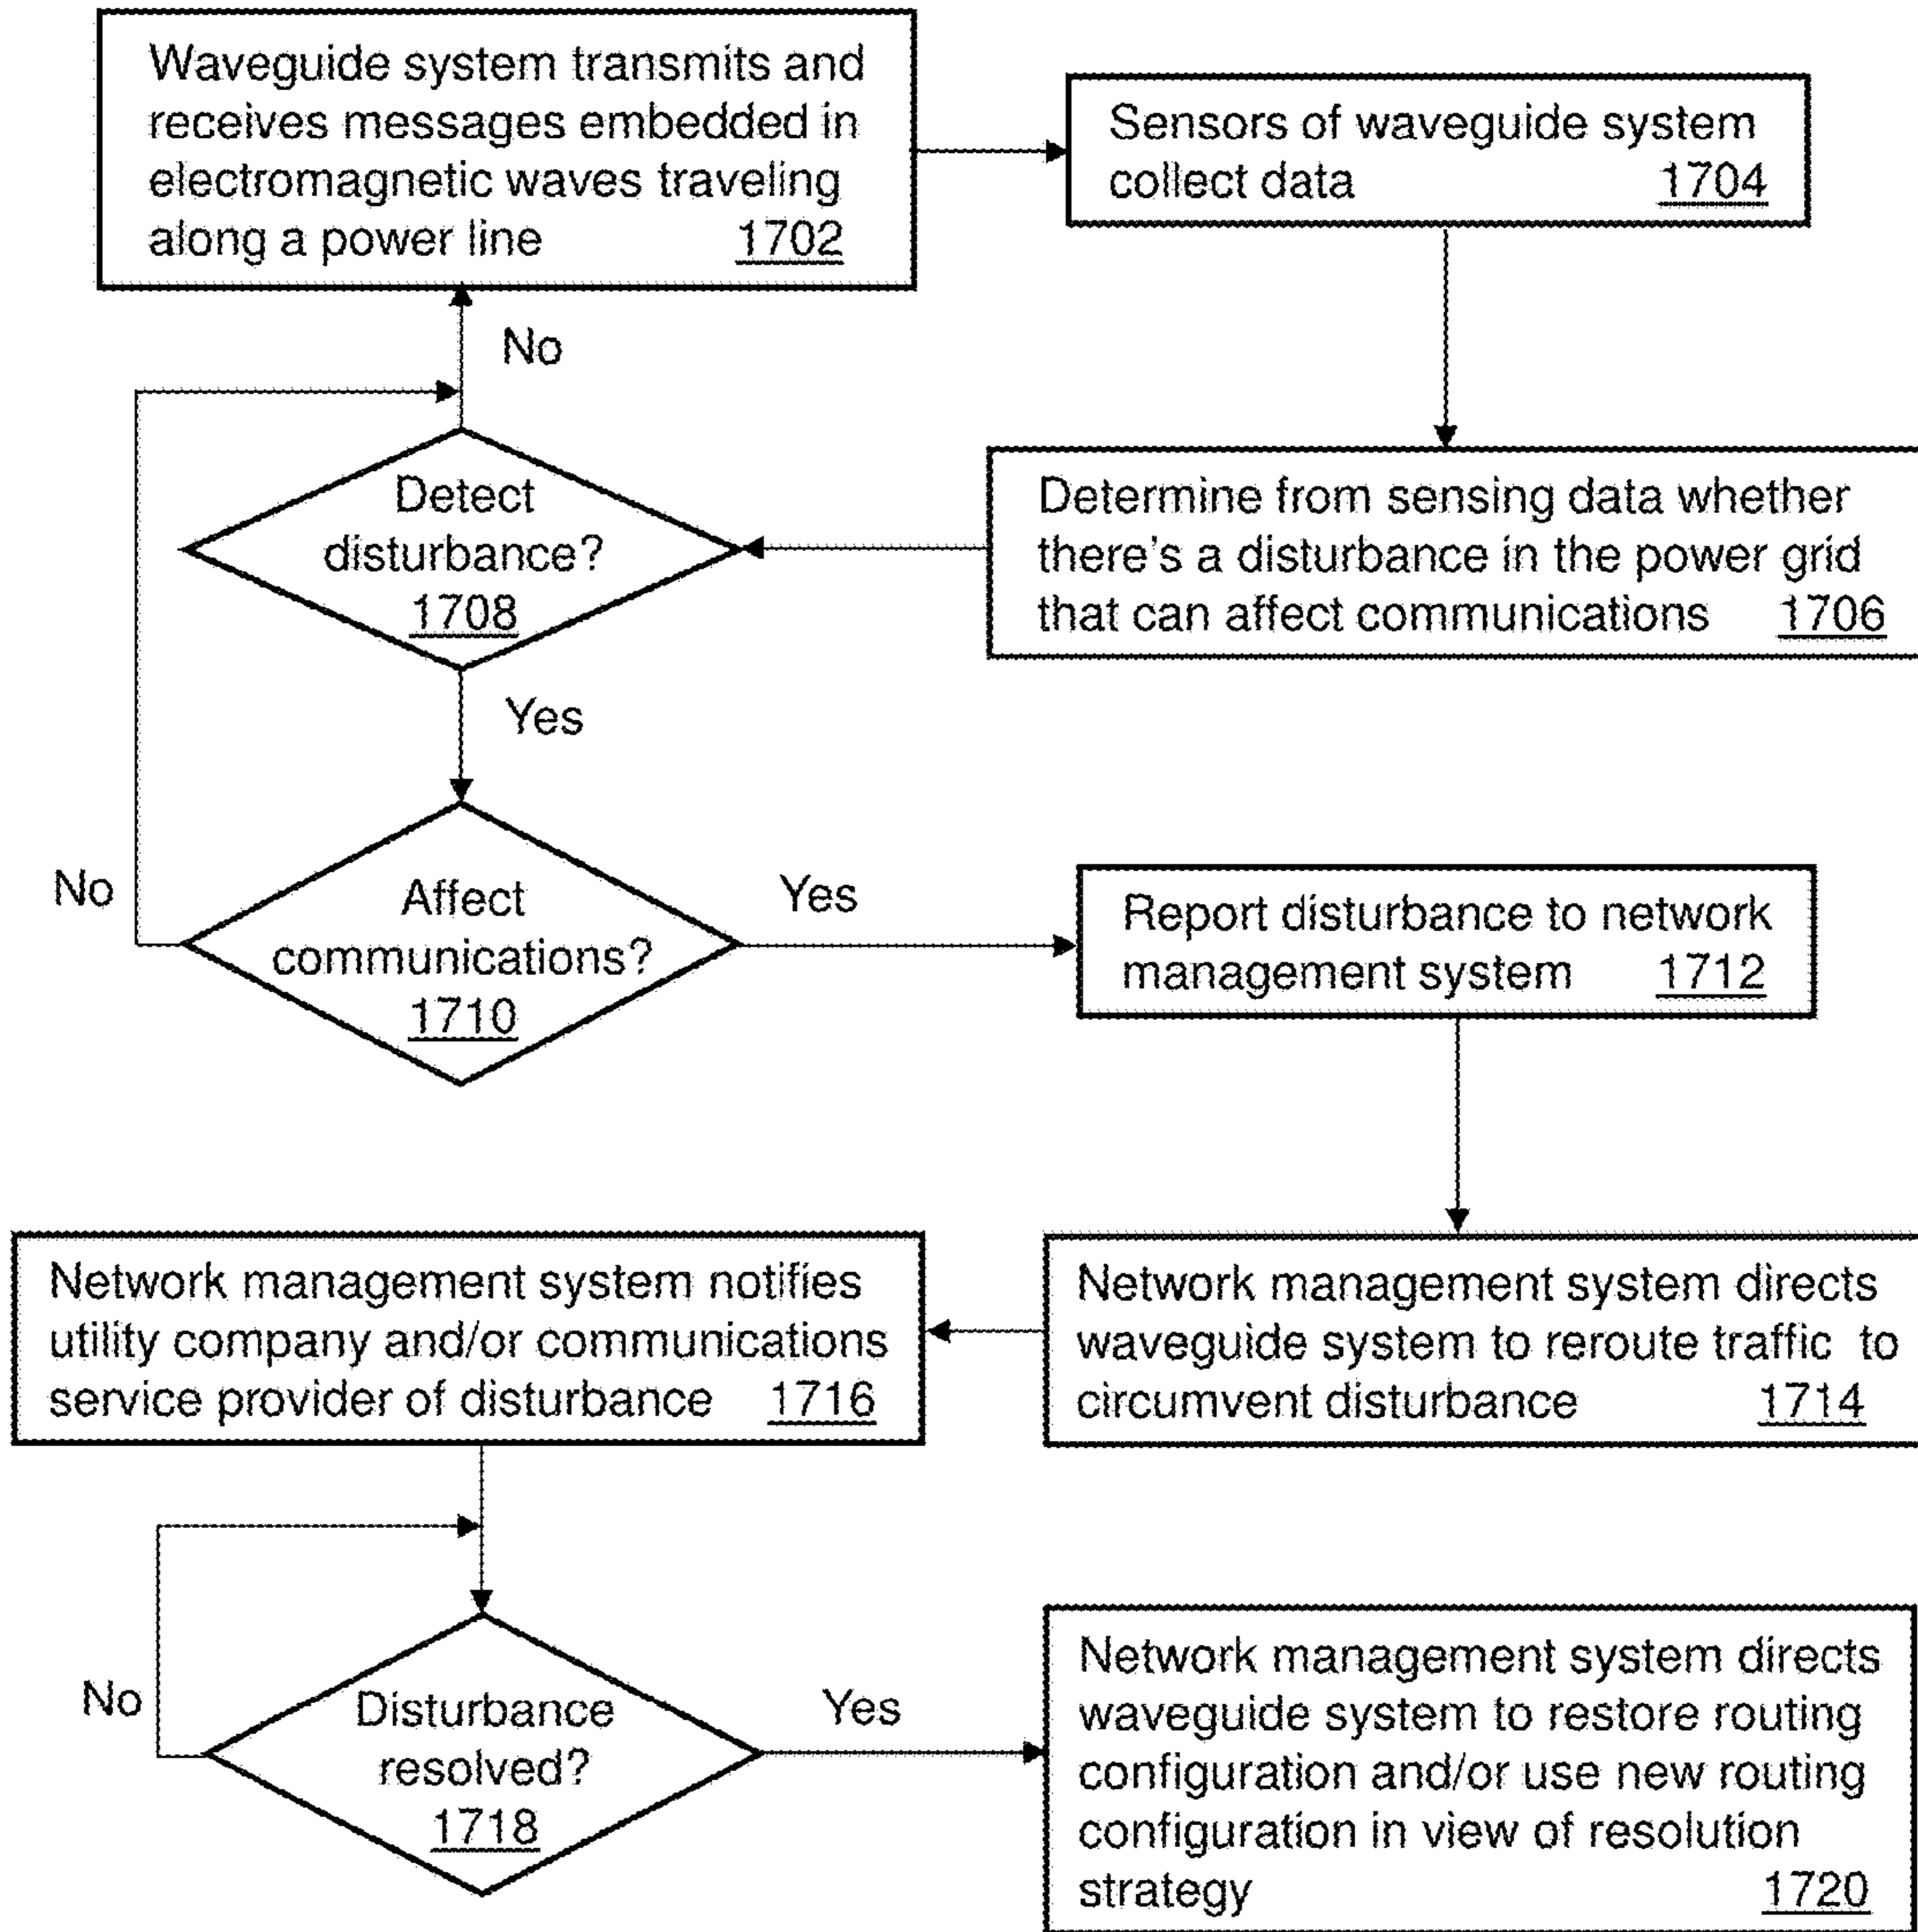 Waveguide system transmits and
receives messages embedded in
electromagnetic waves traveling
along a power line 1702
Sensors of waveguide system
collect data 1704
No
Detect
disturbance?
1708
Determine from sensing data whether
there's a disturbance in the power grid
that can affect communications 1706
Yes
No
Affect
communications?
1710
Yes
Report disturbance to network
management system 1712
Network management system notifies
utility company and/or communications
service provider of disturbance 1716
Network management system directs
waveguide system to reroute traffic to
circumvent disturbance 1714
No
Disturbance
resolved?
1718
Yes
Network management system directs
waveguide system to restore routing
configuration and/or use new routing
configuration in view of resolution
strategy 1720